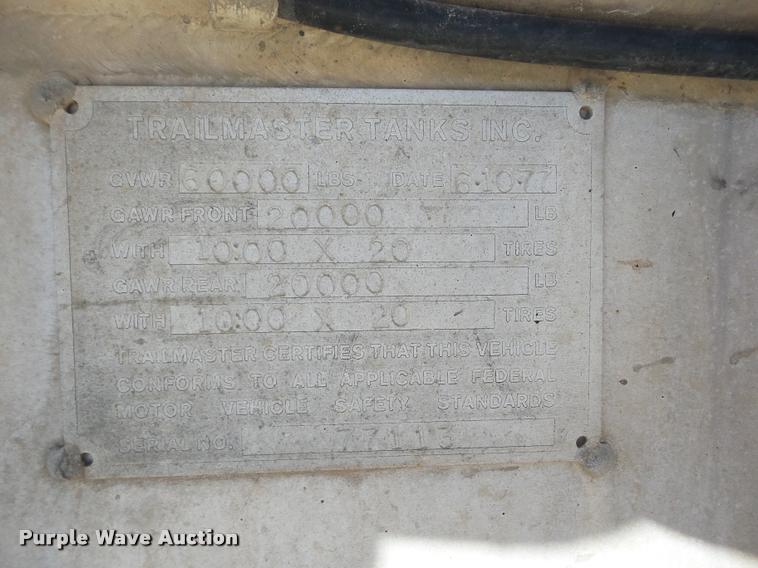 TRAILMASTER TANKS INC.
GVWR 60000 LBS. DATE 6-10-77
GAWR FRONT 20000 LB
WITH 10:00 X 20 TIRES
GAWR REAR 20000 LB
WITH 10:00 X 20 TIRES
TRAILMASTER CERTIFIES THAT THIS VEHICLE
CONFORMS TO ALL APPLICABLE FEDERAL
MOTOR VEHICLE SAFETY STANDARDS
SERIAL NO. 77113
Purple Wave Auction